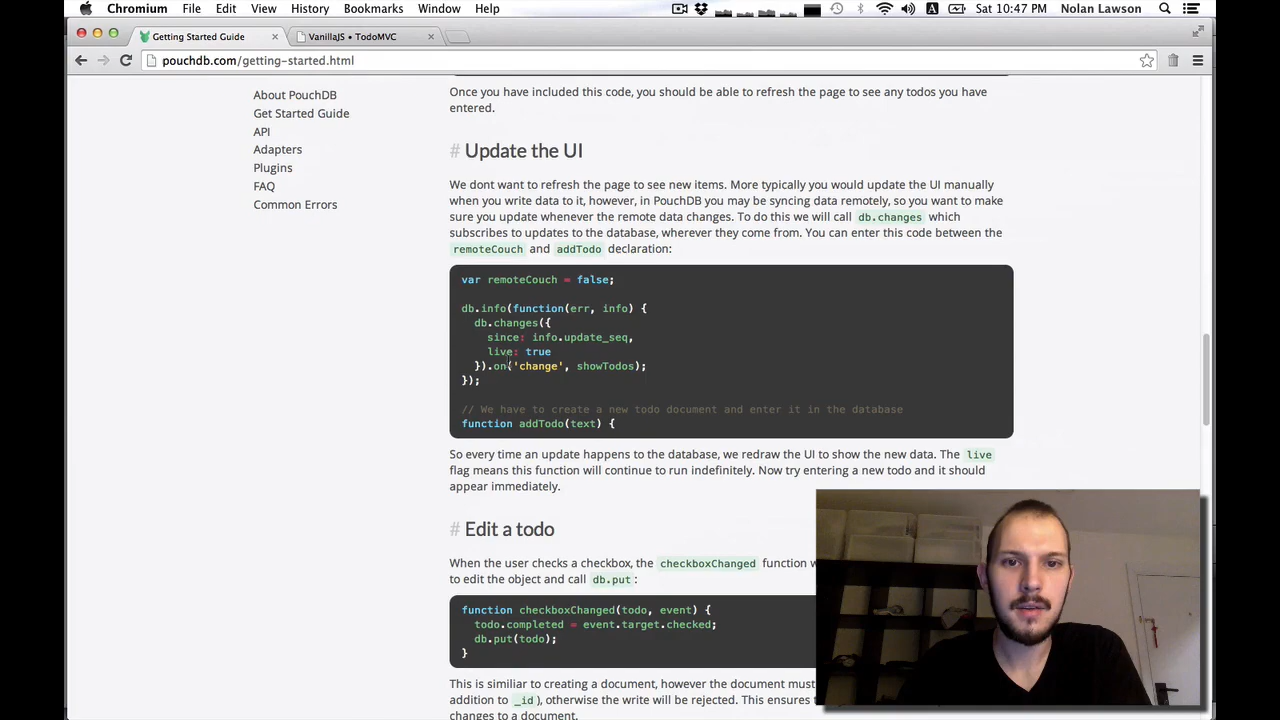 Chromium File Edit View History Bookmarks Window Help Sat 10:47 PM Nolan Lawson
Getting Started Guide VanillaJS • TodoMVC
pouchdb.com/getting-started.html
About PouchDB
Get Started Guide
API
Adapters
Plugins
FAQ
Common Errors
Once you have included this code, you should be able to refresh the page to see any todos you have
entered.
# Update the UI
We dont want to refresh the page to see new items. More typically you would update the UI manually
when you write data to it, however, in PouchDB you may be syncing data remotely, so you want to make
sure you update whenever the remote data changes. To do this we will call db.changes which
subscribes to updates to the database, wherever they come from. You can enter this code between the
remoteCouch and addTodo declaration:
var remoteCouch = false;
db.info(function(err, info) {
db.changes({
since: info.update_seq,
live: true
}).on('change', showTodos);
});
// We have to create a new todo document and enter it in the database
function addTodo(text) {
So every time an update happens to the database, we redraw the UI to show the new data. The live
flag means this function will continue to run indefinitely. Now try entering a new todo and it should
appear immediately.
# Edit a todo
When the user checks a checkbox, the checkboxChanged function
to edit the object and call db.put:
function checkboxChanged(todo, event) {
todo.completed = event.target.checked;
db.put(todo);
}
This is similiar to creating a document, however the document must
addition to _id), otherwise the write will be rejected. This ensures
changes to a document.